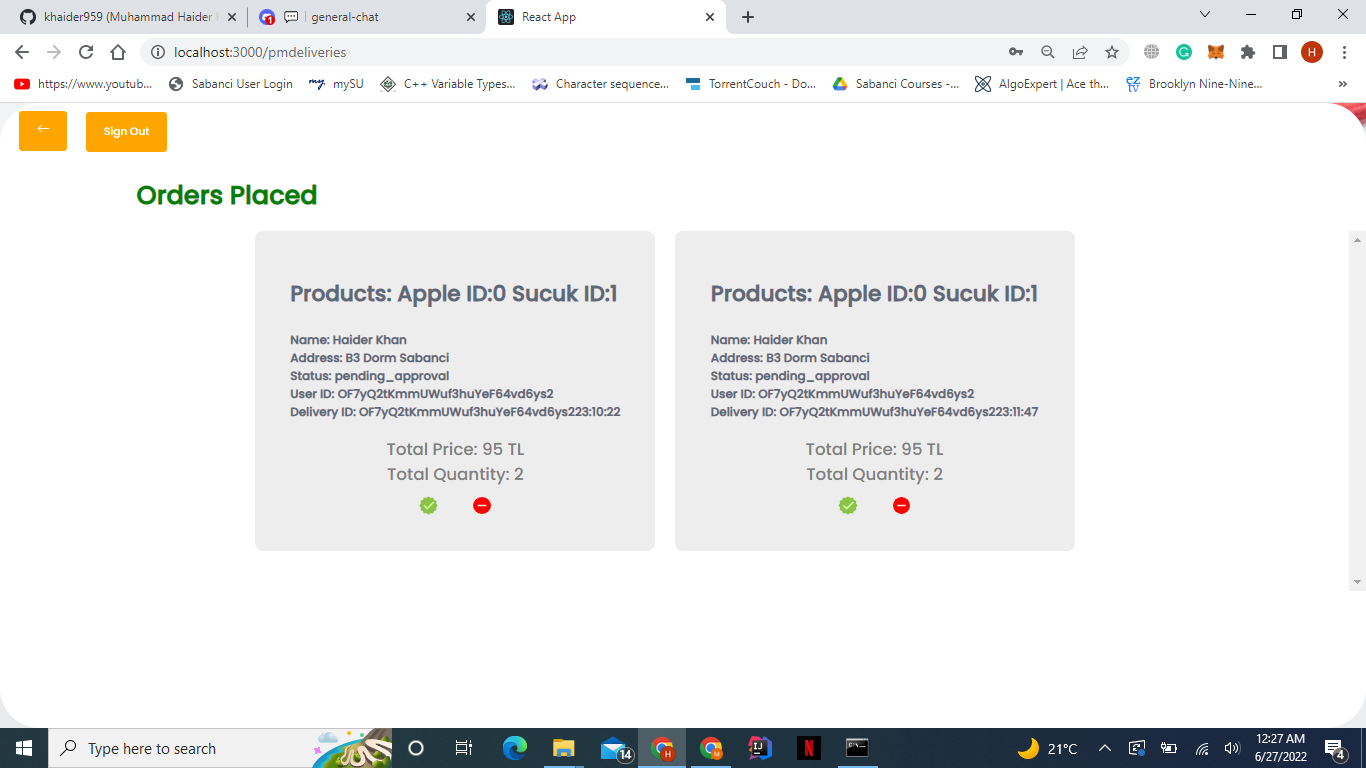 khaider959 (Muhammad Haider
1
general-chat
React App
localhost:3000/pmdeliveries
H
https://www.youtub...
Sabanci User Login
my
mySU
C++ Variable Types...
Character sequence...
TorrentCouch - Do...
Sabanci Courses -...
AlgoExpert | Ace th...
EZ
TV
Brooklyn Nine-Nine...
»
←
Sign Out
Orders Placed
Products: Apple ID:0 Sucuk ID:1
Name: Haider Khan
Address: B3 Dorm Sabanci
Status: pending_approval
User ID: OF7yQ2tKmmUWuf3huYeF64vd6ys2
Delivery ID: OF7yQ2tKmmUWuf3huYeF64vd6ys223:10:22
Total Price: 95 TL
Total Quantity: 2
Products: Apple ID:0 Sucuk ID:1
Name: Haider Khan
Address: B3 Dorm Sabanci
Status: pending_approval
User ID: OF7yQ2tKmmUWuf3huYeF64vd6ys2
Delivery ID: OF7yQ2tKmmUWuf3huYeF64vd6ys223:11:47
Total Price: 95 TL
Total Quantity: 2
Type here to search
14
H
M
IJ
N
21°C
12:27 AM
6/27/2022
4